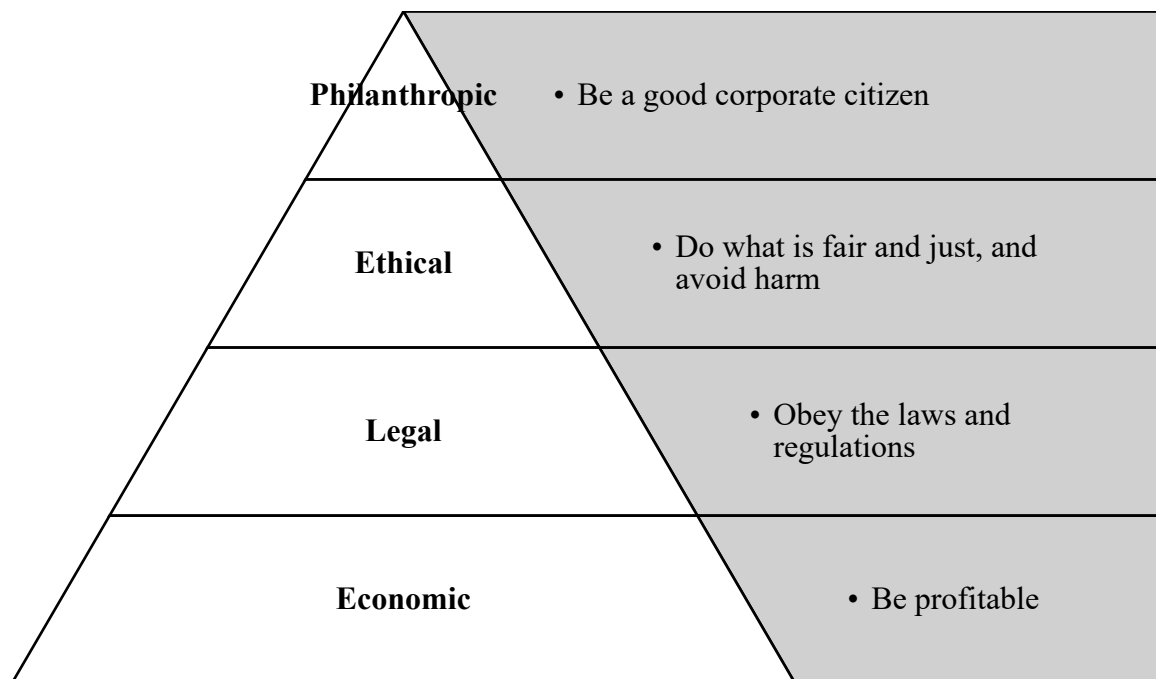 Philanthropic
• Be a good corporate citizen
Ethical
• Do what is fair and just, and
avoid harm
Legal
• Obey the laws and
regulations
Economic
• Be profitable